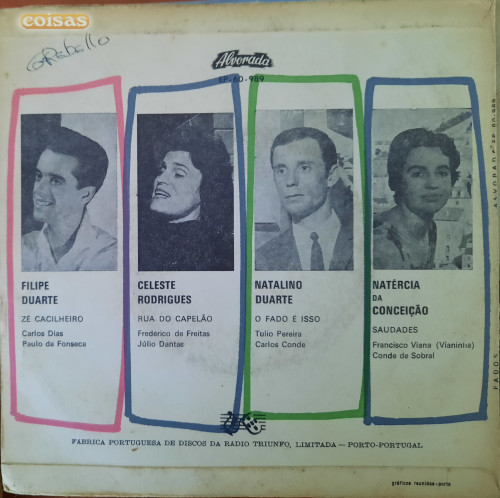 coisas
Alvorada
EP-60-989
FILIPE
DUARTE
ZÉ CACILHEIRO
Carlos Dias
Paulo da Fonseca
CELESTE
RODRIGUES
RUA DO CAPELÃO
Frederico de Freitas
Júlio Dantas
NATALINO
DUARTE
O FADO É ISSO
Tulio Pereira
Carlos Conde
NATÉRCIA
DA
CONCEIÇÃO
SAUDADES
Francisco Viana (Vianinha)
Conde de Sobral
FABRICA PORTUGUESA DE DISCOS DA RADIO TRIUNFO, LIMITADA — PORTO-PORTUGAL
gráficos reunidos-porto
FADOS